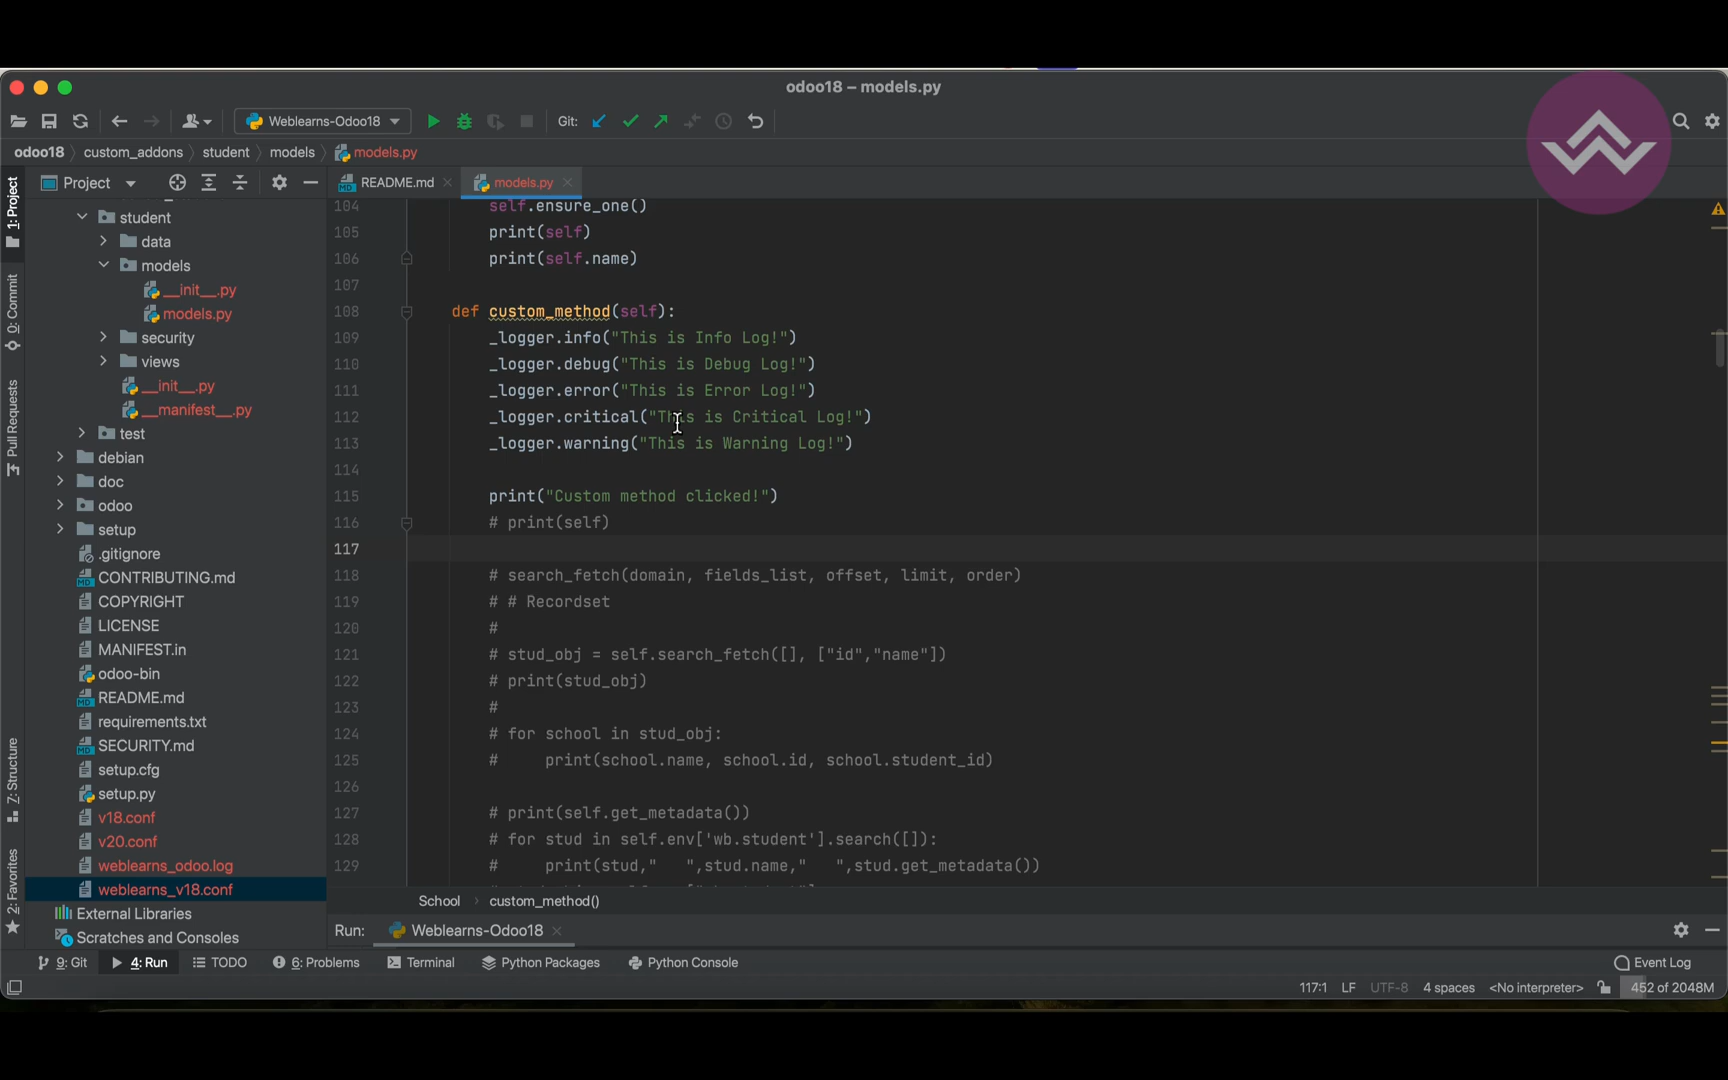 odoo18 – models.py
Weblearns-Odoo18
Git:
odoo18 custom_addons student models models.py
Project
README.md
models.py
1: Project
0: Commit
Pull Requests
7: Structure
2: Favorites
student
data
models
__init__.py
models.py
security
views
__init__.py
__manifest__.py
test
debian
doc
odoo
setup
.gitignore
CONTRIBUTING.md
COPYRIGHT
LICENSE
MANIFEST.in
odoo-bin
README.md
requirements.txt
SECURITY.md
setup.cfg
setup.py
v18.conf
v20.conf
weblearns_odoo.log
weblearns_v18.conf
External Libraries
Scratches and Consoles
104 self.ensure_one()
105 print(self)
106 print(self.name)
107
108 def custom_method(self):
109 _logger.info("This is Info Log!")
110 _logger.debug("This is Debug Log!")
111 _logger.error("This is Error Log!")
112 _logger.critical("This is Critical Log!")
113 _logger.warning("This is Warning Log!")
114
115 print("Custom method clicked!")
116 # print(self)
117
118 # search_fetch(domain, fields_list, offset, limit, order)
119 # # Recordset
120 #
121 # stud_obj = self.search_fetch([], ["id","name"])
122 # print(stud_obj)
123 #
124 # for school in stud_obj:
125 #     print(school.name, school.id, school.student_id)
126
127 # print(self.get_metadata())
128 # for stud in self.env['wb.student'].search([]):
129 #     print(stud,"   ",stud.name,"    ",stud.get_metadata())
School custom_method()
Run: Weblearns-Odoo18
9: Git 4: Run TODO 6: Problems Terminal Python Packages Python Console Event Log
117:1 LF UTF-8 4 spaces <No interpreter> 452 of 2048M